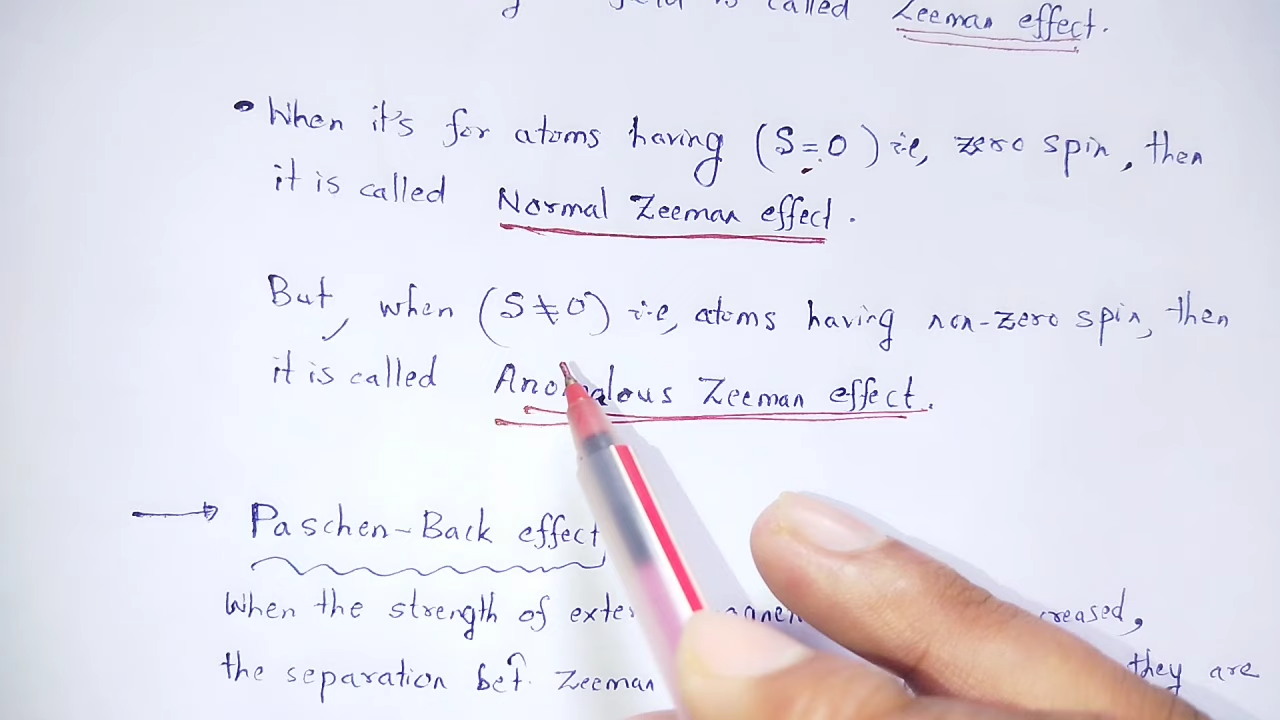 is called Zeeman effect.
• When it's for atoms having (S=0) i.e, zero spin, then
it is called Normal Zeeman effect.
But, when (S≠0) i.e, atoms having non-zero spin, then
it is called Anomalous Zeeman effect.
→ Paschen-Back effect
When the strength of
the separation bet^n. Zeeman they are